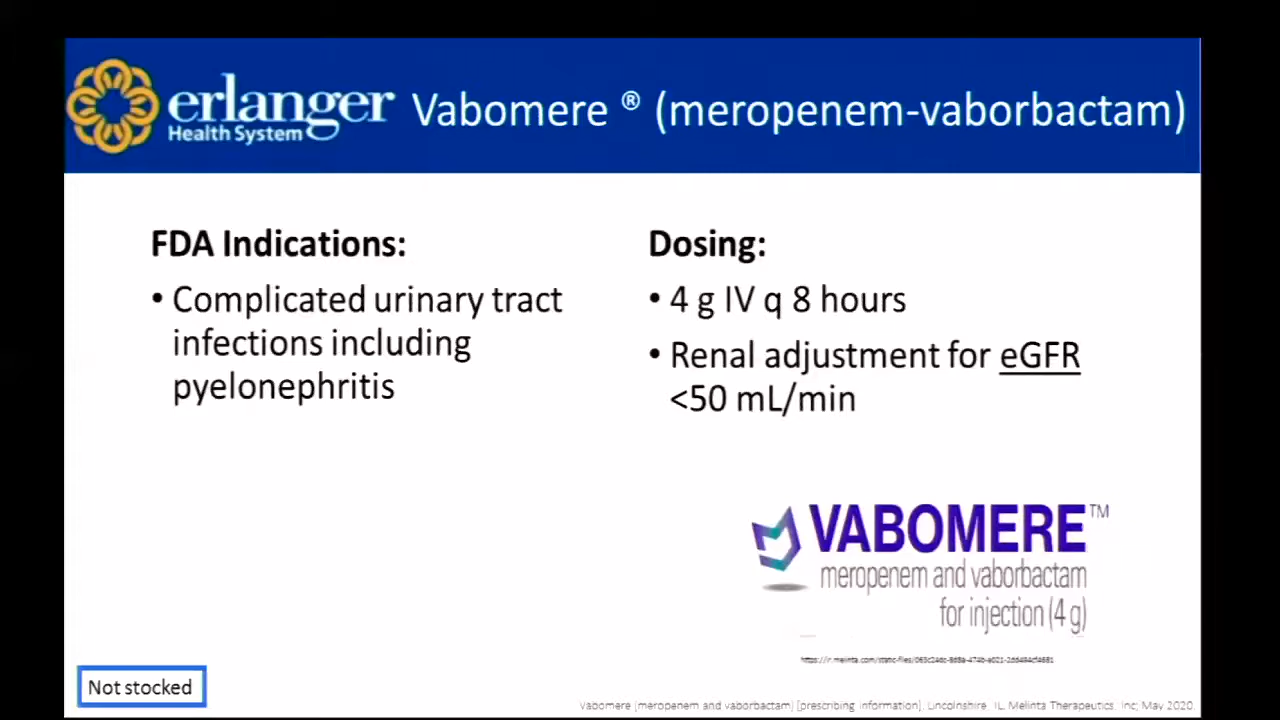 erlanger
Health System
Vabomere ® (meropenem-vaborbactam)
FDA Indications:
• Complicated urinary tract
infections including
pyelonephritis
Dosing:
• 4 g IV q 8 hours
• Renal adjustment for eGFR
<50 mL/min
VABOMERE™
meropenem and vaborbactam
for injection (4 g)
Not stocked
Vabomere (meropenem and vaborbactam) [prescribing information]. Lincolnshire, IL. Melinta Therapeutics, Inc; May 2020.